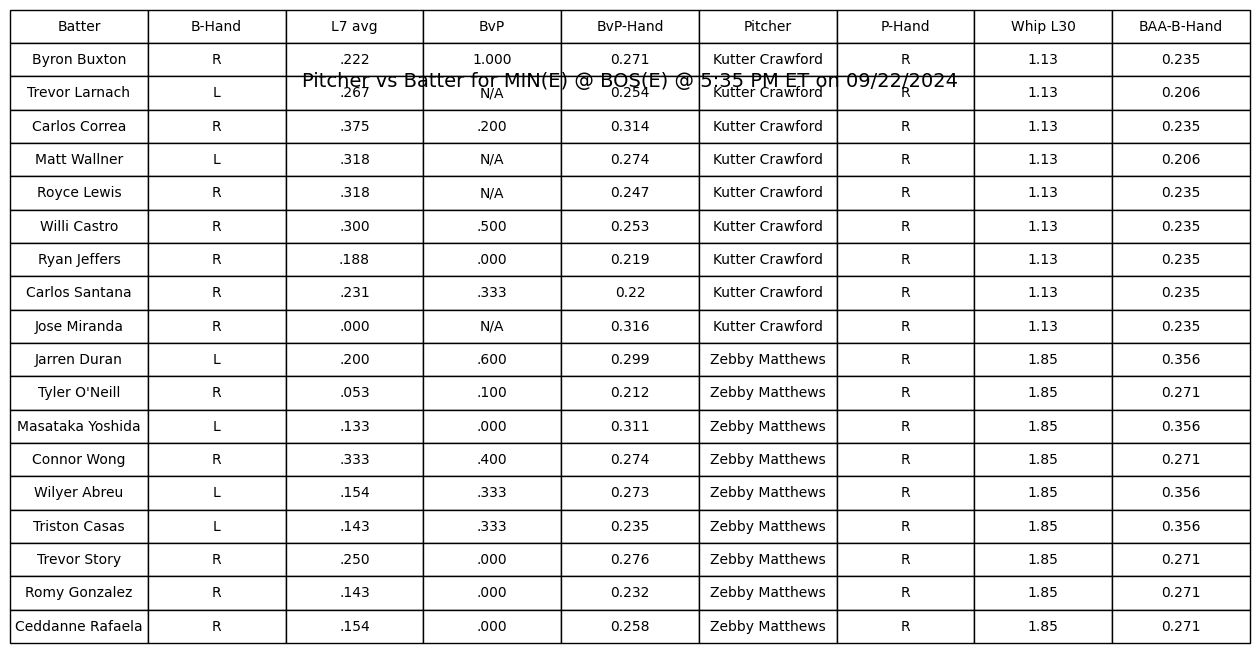 Batter B-Hand L7 avg BvP BvP-Hand Pitcher P-Hand Whip L30 BAA-B-Hand
Byron Buxton R .222 1.000 0.271 Kutter Crawford R 1.13 0.235
Pitcher vs Batter for MIN(E) @ BOS(E) @ 5:35 PM ET on 09/22/2024
Trevor Larnach L .267 N/A 0.254 Kutter Crawford R 1.13 0.206
Carlos Correa R .375 .200 0.314 Kutter Crawford R 1.13 0.235
Matt Wallner L .318 N/A 0.274 Kutter Crawford R 1.13 0.206
Royce Lewis R .318 N/A 0.247 Kutter Crawford R 1.13 0.235
Willi Castro R .300 .500 0.253 Kutter Crawford R 1.13 0.235
Ryan Jeffers R .188 .000 0.219 Kutter Crawford R 1.13 0.235
Carlos Santana R .231 .333 0.22 Kutter Crawford R 1.13 0.235
Jose Miranda R .000 N/A 0.316 Kutter Crawford R 1.13 0.235
Jarren Duran L .200 .600 0.299 Zebby Matthews R 1.85 0.356
Tyler O'Neill R .053 .100 0.212 Zebby Matthews R 1.85 0.271
Masataka Yoshida L .133 .000 0.311 Zebby Matthews R 1.85 0.356
Connor Wong R .333 .400 0.274 Zebby Matthews R 1.85 0.271
Wilyer Abreu L .154 .333 0.273 Zebby Matthews R 1.85 0.356
Triston Casas L .143 .333 0.235 Zebby Matthews R 1.85 0.356
Trevor Story R .250 .000 0.276 Zebby Matthews R 1.85 0.271
Romy Gonzalez R .143 .000 0.232 Zebby Matthews R 1.85 0.271
Ceddanne Rafaela R .154 .000 0.258 Zebby Matthews R 1.85 0.271